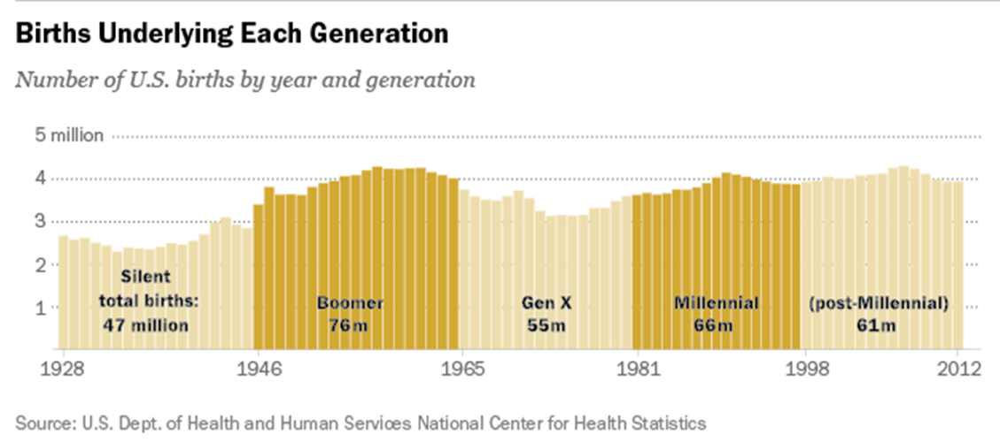 Births Underlying Each Generation
Number of U.S. births by year and generation
5 million
4
3
2
1
Silent
total births:
47 million
Boomer
76m
Gen X
55m
Millennial
66m
(post-Millennial)
61m
1928 1946 1965 1981 1998 2012
Source: U.S. Dept. of Health and Human Services National Center for Health Statistics